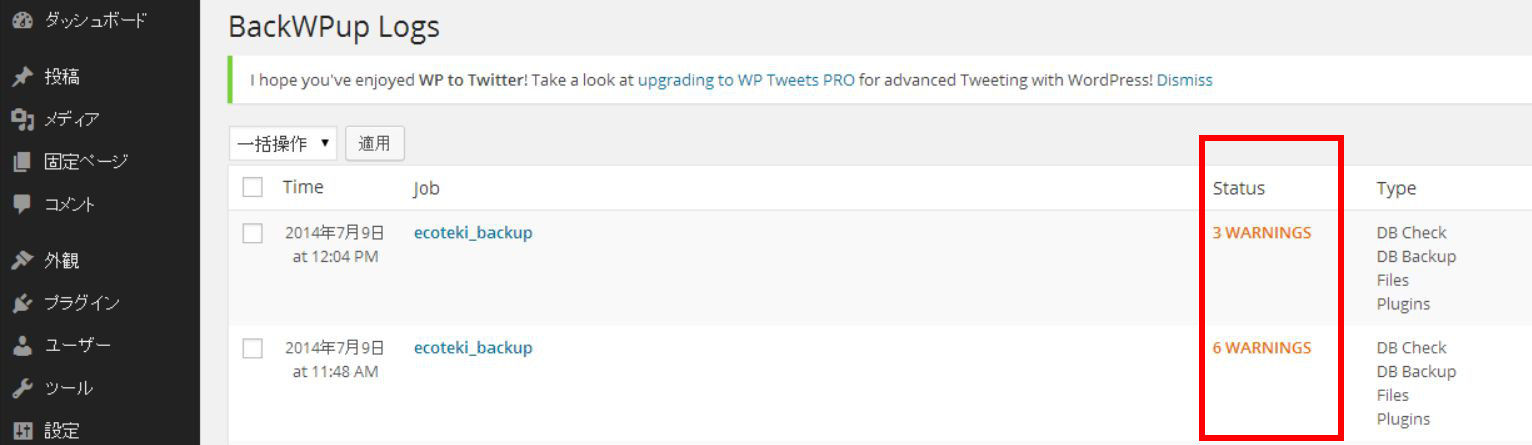 ダッシュボード
投稿
メディア
固定ページ
コメント
外観
プラグイン
ユーザー
ツール
設定
BackWPup Logs
I hope you've enjoyed WP to Twitter! Take a look at upgrading to WP Tweets PRO for advanced Tweeting with WordPress! Dismiss
一括操作 ▼ 適用
Time Job Status Type
2014年7月9日 ecoteki_backup 3 WARNINGS DB Check
at 12:04 PM DB Backup
Files
Plugins
2014年7月9日 ecoteki_backup 6 WARNINGS DB Check
at 11:48 AM DB Backup
Files
Plugins